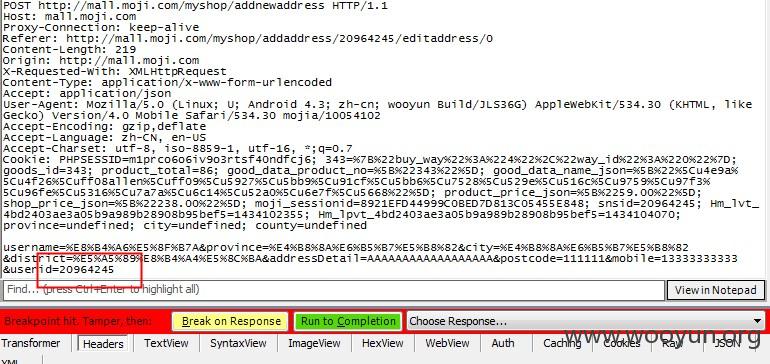 POST http://mall.moji.com/myshop/addnewaddress HTTP/1.1
Host: mall.moji.com
Proxy-Connection: keep-alive
Referer: http://mall.moji.com/myshop/addaddress/20964245/editaddress/0
Content-Length: 219
Origin: http://mall.moji.com
X-Requested-With: XMLHttpRequest
Content-Type: application/x-www-form-urlencoded
Accept: application/json
User-Agent: Mozilla/5.0 (Linux; U; Android 4.3; zh-cn; wooyun Build/JLS36G) AppleWebKit/534.30 (KHTML, like
Gecko) Version/4.0 Mobile Safari/534.30 mojia/10054102
Accept-Encoding: gzip,deflate
Accept-Language: zh-CN, en-US
Accept-Charset: utf-8, iso-8859-1, utf-16, *;q=0.7
Cookie: PHPSESSID=m1prco6o6iv9o3rtsf40ndfcj6; 343=%7B%22buy_way%22%3A%224%22%2C%22way_id%22%3A%220%22%7D;
goods_id=343; product_total=86; good_data_product_no=%5B%22343%22%5D; good_data_name_json=%5B%22%5Cu4e9a%
5Cu4f26%5Cuff08allen%5Cuff09%5Cu5927%5Cu5bb9%5Cu91cf%5Cu5bb6%5Cu7528%5Cu529e%5Cu516c%5Cu9759%5Cu97f3%
5Cu96fe%5Cu5316%5Cu7a7a%5Cu6c14%5Cu52a0%5Cu6e7f%5Cu5668%22%5D; product_price_json=%5B%2259.00%22%5D;
shop_price_json=%5B%22238.00%22%5D; moji_sessionid=8921EFD44999C0BED7D813C05455E848; snsid=20964245; Hm_lvt_
4bd2403ae3a05b9a989b28908b95bef5=1434102355; Hm_lpvt_4bd2403ae3a05b9a989b28908b95bef5=1434104070;
province=undefined; city=undefined; county=undefined
username=%E8%B4%A6%E5%8F%B7A&province=%E4%B8%8A%E6%B5%B7%E5%B8%82&city=%E4%B8%8A%E6%B5%B7%E5%B8%82
&district=%E5%A5%89%E8%B4%A4%E5%8C%BA&addressDetail=AAAAAAAAAAAAAAAAA&postcode=111111&mobile=13333333333
&userid=20964245
Find... (press Ctrl+Enter to highlight all)
View in Notepad
Breakpoint hit. Tamper, then:
Break on Response
Run to Completion
Choose Response...
Transformer
Headers
TextView
SyntaxView
ImageView
HexView
WebView
Auth
Caching
Cookies
Raw
JSON
XML
www.wooyun.org